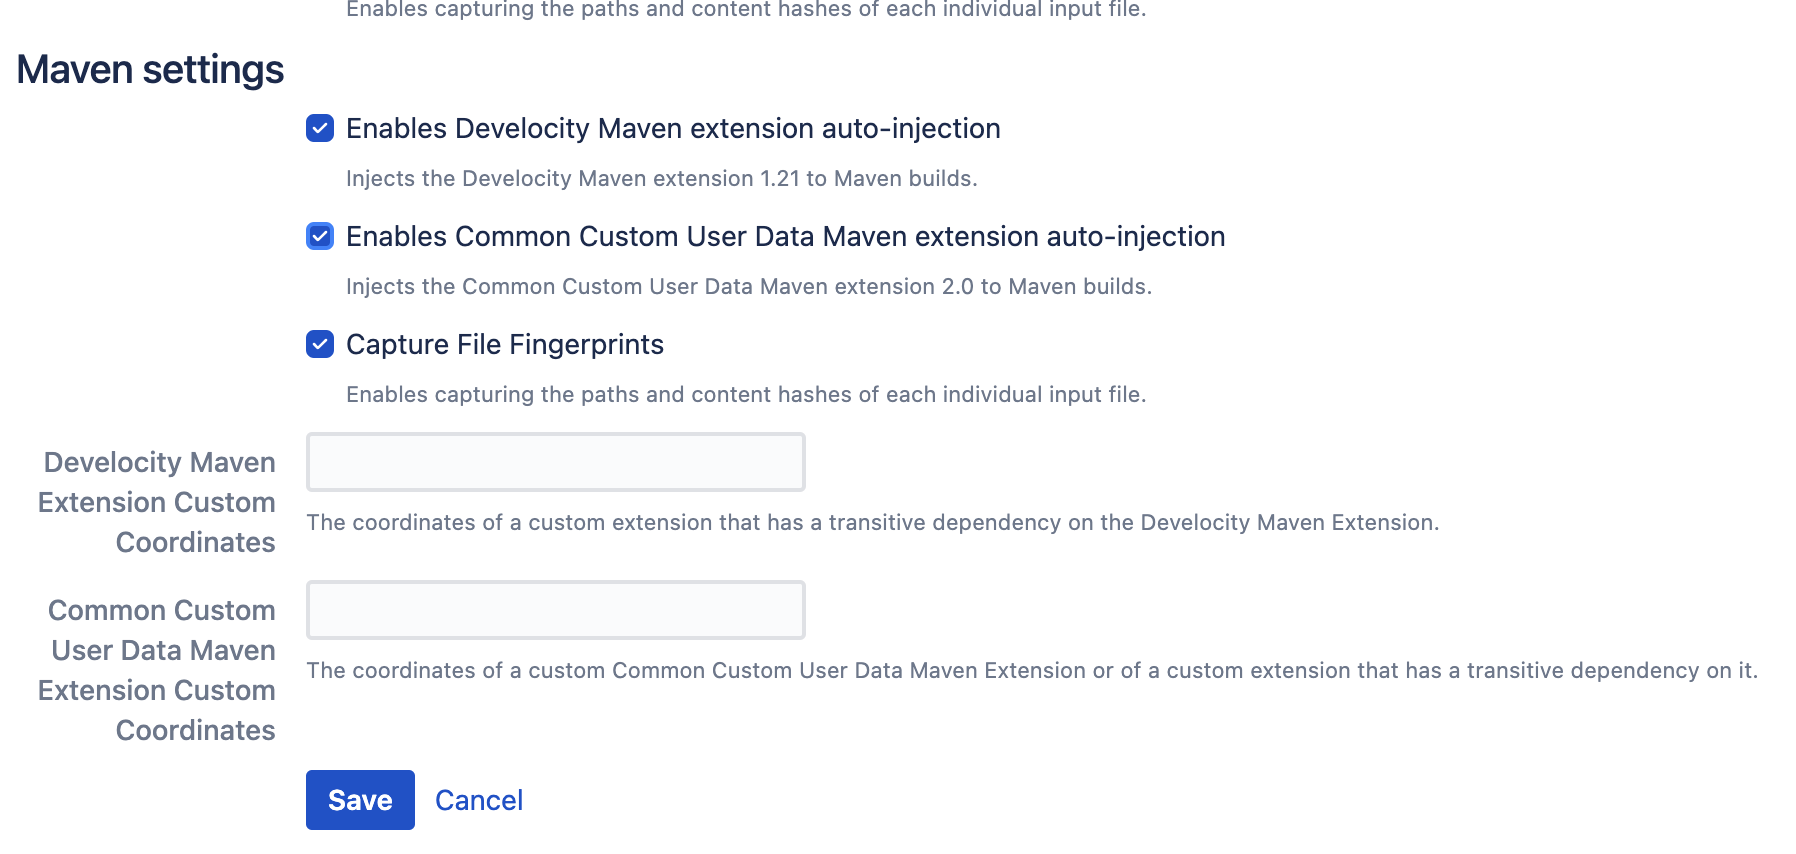 Enables capturing the paths and content hashes of each individual input file.
Maven settings
Enables Develocity Maven extension auto-injection
Injects the Develocity Maven extension 1.21 to Maven builds.
Enables Common Custom User Data Maven extension auto-injection
Injects the Common Custom User Data Maven extension 2.0 to Maven builds.
Capture File Fingerprints
Enables capturing the paths and content hashes of each individual input file.
Develocity Maven
Extension Custom
Coordinates
The coordinates of a custom extension that has a transitive dependency on the Develocity Maven Extension.
Common Custom
User Data Maven
Extension Custom
Coordinates
The coordinates of a custom Common Custom User Data Maven Extension or of a custom extension that has a transitive dependency on it.
Save Cancel